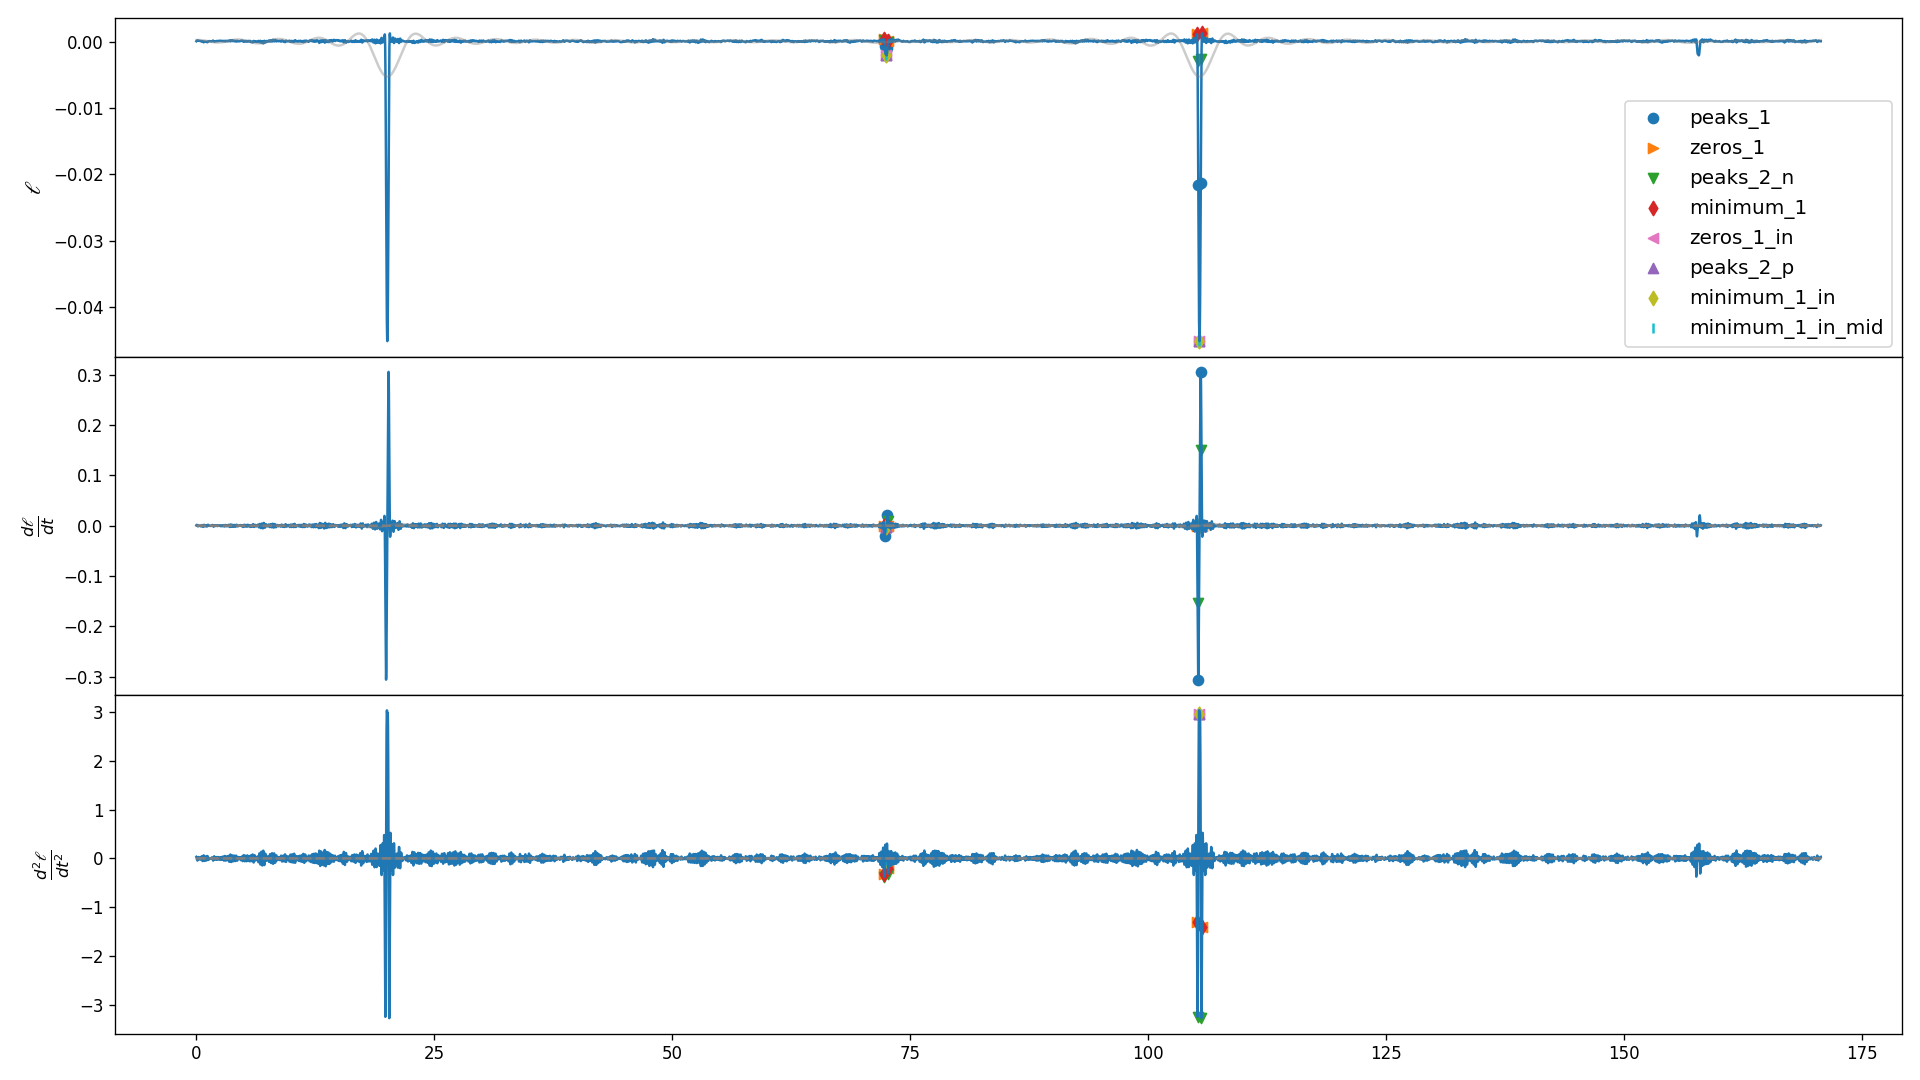 0.00
−0.01
−0.02
−0.03
−0.04
ℓ
peaks_1
zeros_1
peaks_2_n
minimum_1
zeros_1_in
peaks_2_p
minimum_1_in
minimum_1_in_mid
0.3
0.2
0.1
0.0
−0.1
−0.2
−0.3
dℓ
dt
3
2
1
0
−1
−2
−3
d²ℓ
dt²
0 25 50 75 100 125 150 175